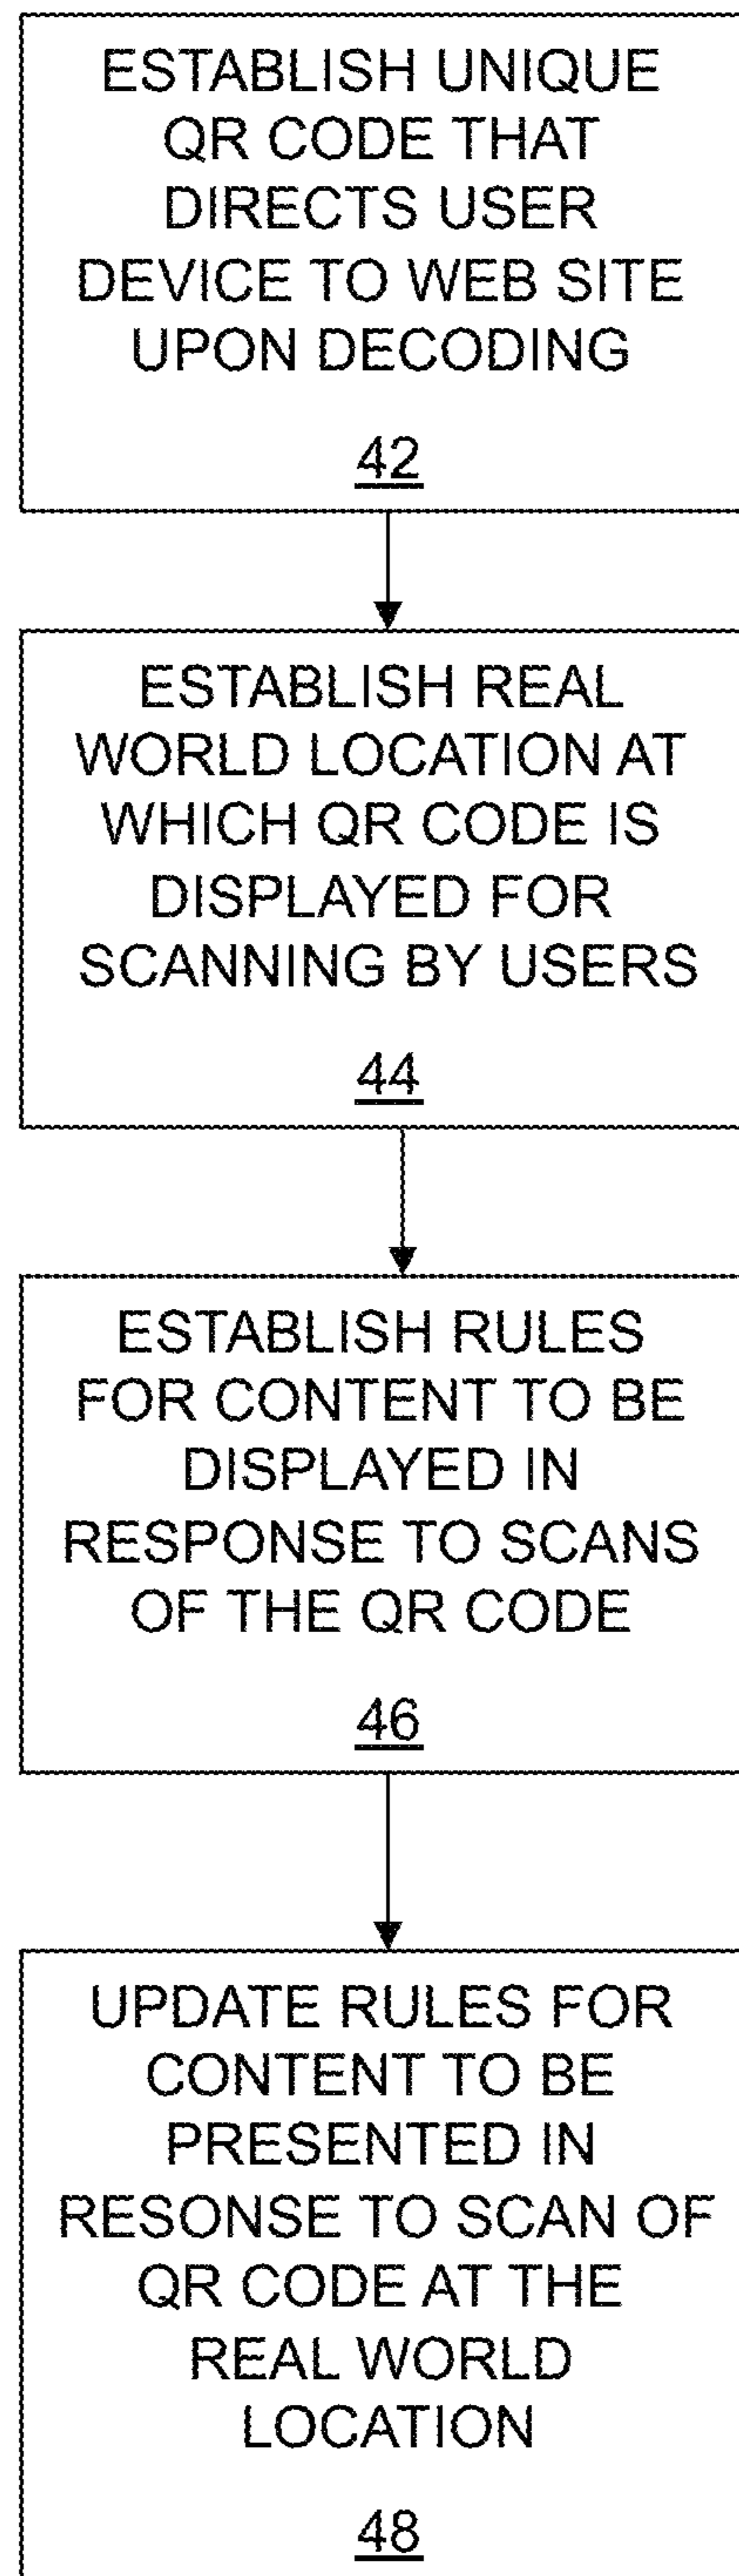 ESTABLISH UNIQUE
QR CODE THAT
DIRECTS USER
DEVICE TO WEB SITE
UPON DECODING
42
ESTABLISH REAL
WORLD LOCATION AT
WHICH QR CODE IS
DISPLAYED FOR
SCANNING BY USERS
44
ESTABLISH RULES
FOR CONTENT TO BE
DISPLAYED IN
RESPONSE TO SCANS
OF THE QR CODE
46
UPDATE RULES FOR
CONTENT TO BE
PRESENTED IN
RESONSE TO SCAN OF
QR CODE AT THE
REAL WORLD
LOCATION
48